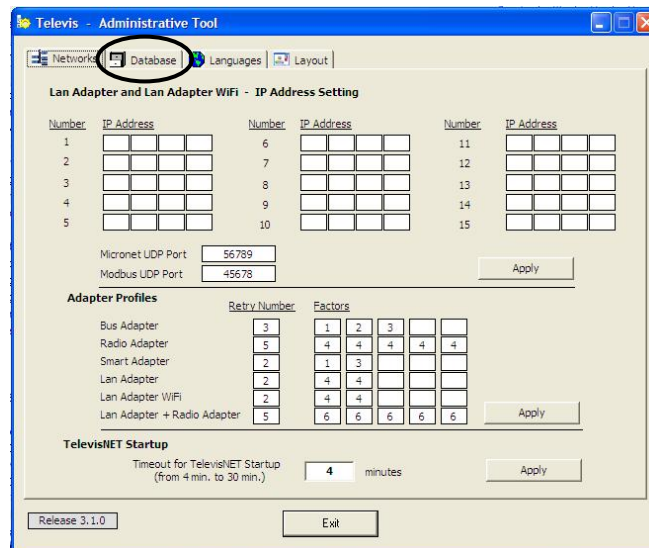 Televis - Administrative Tool
Networks Database Languages Layout
Lan Adapter and Lan Adapter WiFi - IP Address Setting
Number IP Address Number IP Address Number IP Address
1 6 11
2 7 12
3 8 13
4 9 14
5 10 15
Micronet UDP Port 56789
Modbus UDP Port 45678
Apply
Adapter Profiles
Retry Number Factors
Bus Adapter 3 1 2 3
Radio Adapter 5 4 4 4 4 4
Smart Adapter 2 1 3
Lan Adapter 2 4 4
Lan Adapter WiFi 2 4 4
Lan Adapter + Radio Adapter 5 6 6 6 6 6 Apply
TelevisNET Startup
Timeout for TelevisNET Startup
(from 4 min. to 30 min.)
4 minutes Apply
Release 3.1.0 Exit